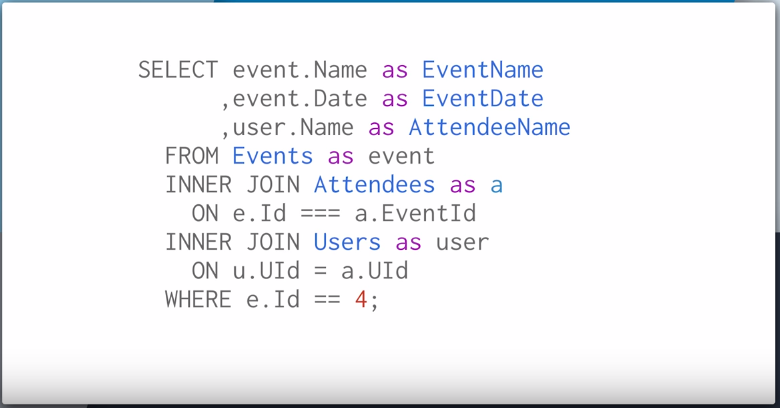 SELECT event.Name as EventName
,event.Date as EventDate
,user.Name as AttendeeName
FROM Events as event
INNER JOIN Attendees as a
ON e.Id === a.EventId
INNER JOIN Users as user
ON u.UId = a.UId
WHERE e.Id == 4;